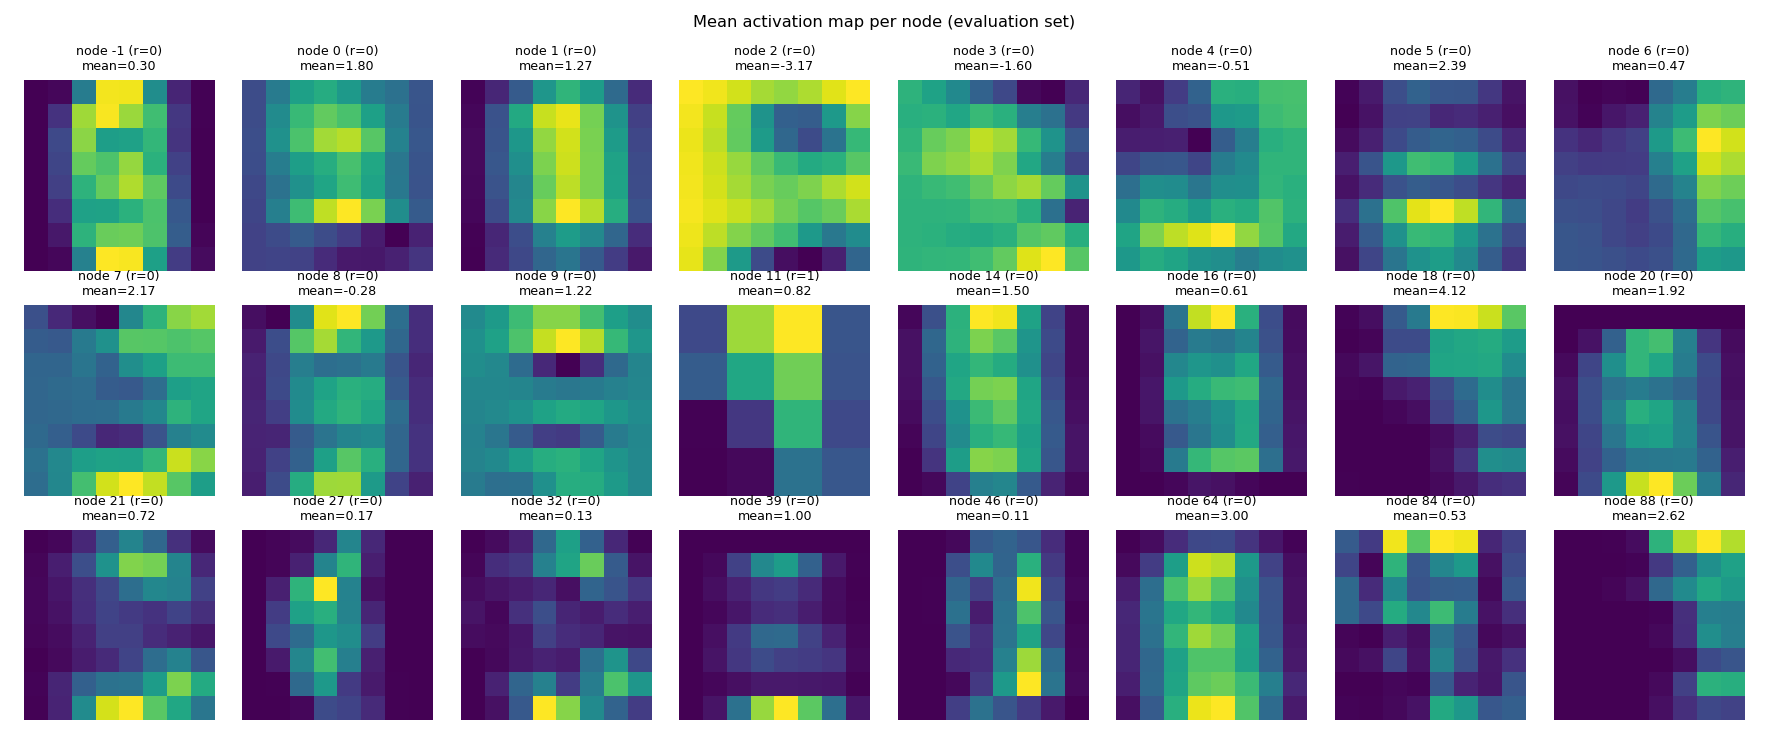 Mean activation map per node (evaluation set)
node -1 (r=0)
mean=0.30
node 0 (r=0)
mean=1.80
node 1 (r=0)
mean=1.27
node 2 (r=0)
mean=-3.17
node 3 (r=0)
mean=-1.60
node 4 (r=0)
mean=-0.51
node 5 (r=0)
mean=2.39
node 6 (r=0)
mean=0.47
node 7 (r=0)
mean=2.17
node 8 (r=0)
mean=-0.28
node 9 (r=0)
mean=1.22
node 11 (r=1)
mean=0.82
node 14 (r=0)
mean=1.50
node 16 (r=0)
mean=0.61
node 18 (r=0)
mean=4.12
node 20 (r=0)
mean=1.92
node 21 (r=0)
mean=0.72
node 27 (r=0)
mean=0.17
node 32 (r=0)
mean=0.13
node 39 (r=0)
mean=1.00
node 46 (r=0)
mean=0.11
node 64 (r=0)
mean=3.00
node 84 (r=0)
mean=0.53
node 88 (r=0)
mean=2.62